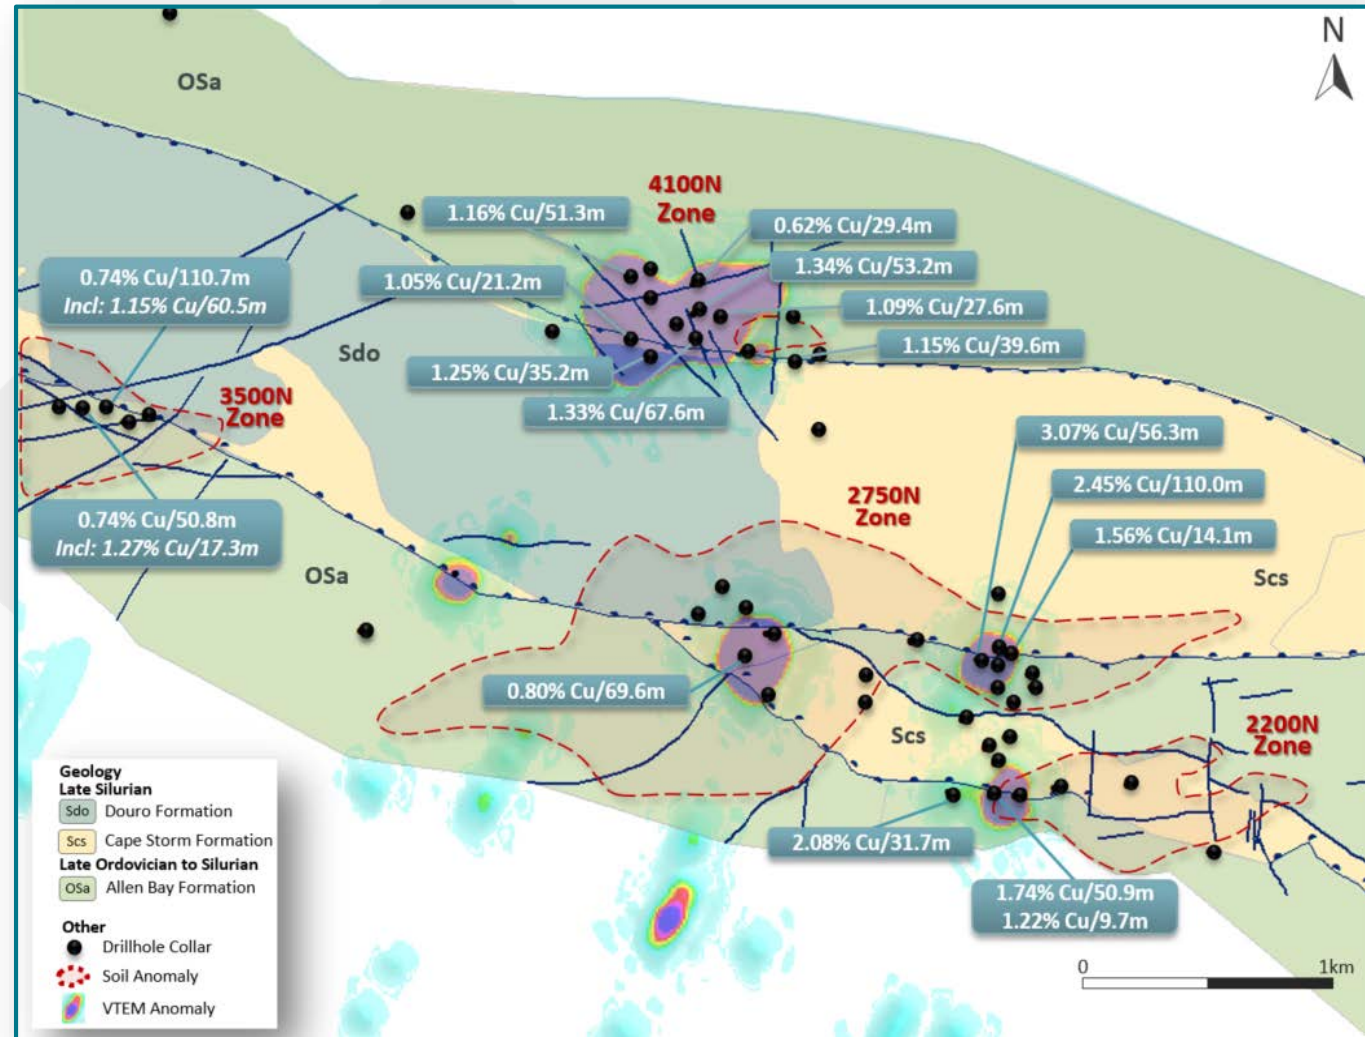 N
OSa
4100N
Zone
1.16% Cu/51.3m
0.62% Cu/29.4m
1.34% Cu/53.2m
0.74% Cu/110.7m
Incl: 1.15% Cu/60.5m
1.05% Cu/21.2m
1.09% Cu/27.6m
Sdo
1.15% Cu/39.6m
1.25% Cu/35.2m
3500N
Zone
1.33% Cu/67.6m
3.07% Cu/56.3m
2.45% Cu/110.0m
2750N
Zone
0.74% Cu/50.8m
Incl: 1.27% Cu/17.3m
1.56% Cu/14.1m
OSa
Scs
0.80% Cu/69.6m
Scs
2200N
Zone
2.08% Cu/31.7m
1.74% Cu/50.9m
1.22% Cu/9.7m
0 1km
Geology
Late Silurian
Sdo Douro Formation
Scs Cape Storm Formation
Late Ordovician to Silurian
OSa Allen Bay Formation
Other
Drillhole Collar
Soil Anomaly
VTEM Anomaly